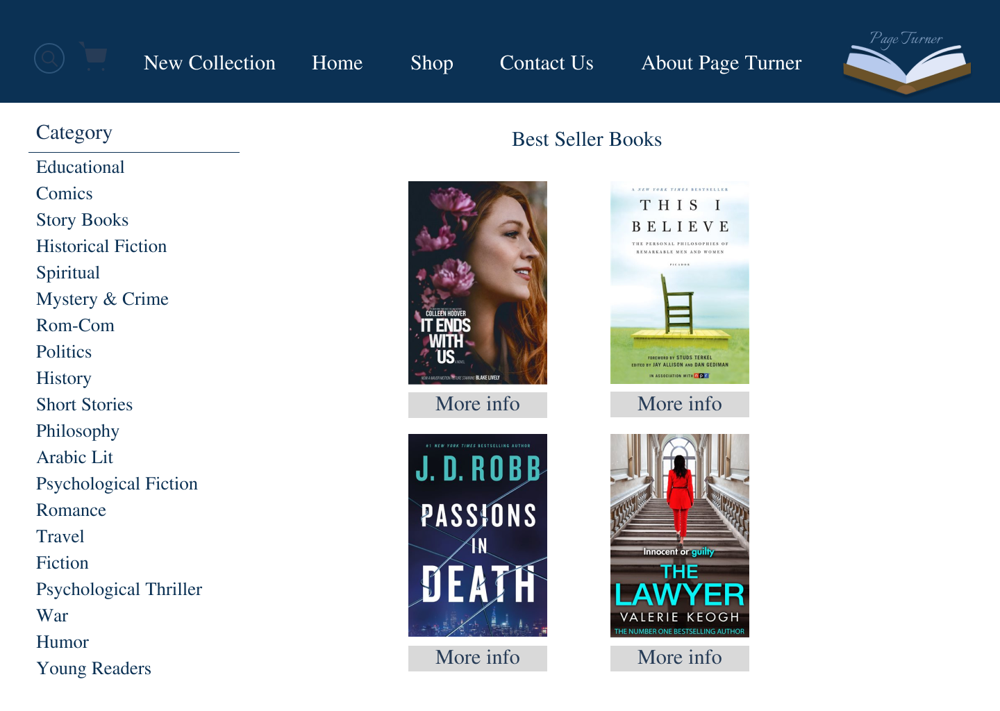 Page Turner
New Collection Home Shop Contact Us About Page Turner
Category
Educational
Comics
Story Books
Historical Fiction
Spiritual
Mystery & Crime
Rom-Com
Politics
History
Short Stories
Philosophy
Arabic Lit
Psychological Fiction
Romance
Travel
Fiction
Psychological Thriller
War
Humor
Young Readers
Best Seller Books
COLLEEN HOOVER
IT ENDS
WITH
US
A NOVEL
NOW A MAJOR MOTION PICTURE STARRING BLAKE LIVELY
More info
A NEW YORK TIMES BESTSELLER
THIS I
BELIEVE
THE PERSONAL PHILOSOPHIES OF
REMARKABLE MEN AND WOMEN
PICADOR
FOREWORD BY STUDS TERKEL
EDITED BY JAY ALLISON AND DAN GEDIMAN
IN ASSOCIATION WITH npr
More info
#1 NEW YORK TIMES BESTSELLING AUTHOR
J. D. ROBB
PASSIONS
IN
DEATH
More info
Innocent or guilty
THE
LAWYER
VALERIE KEOGH
THE NUMBER ONE BESTSELLING AUTHOR
More info